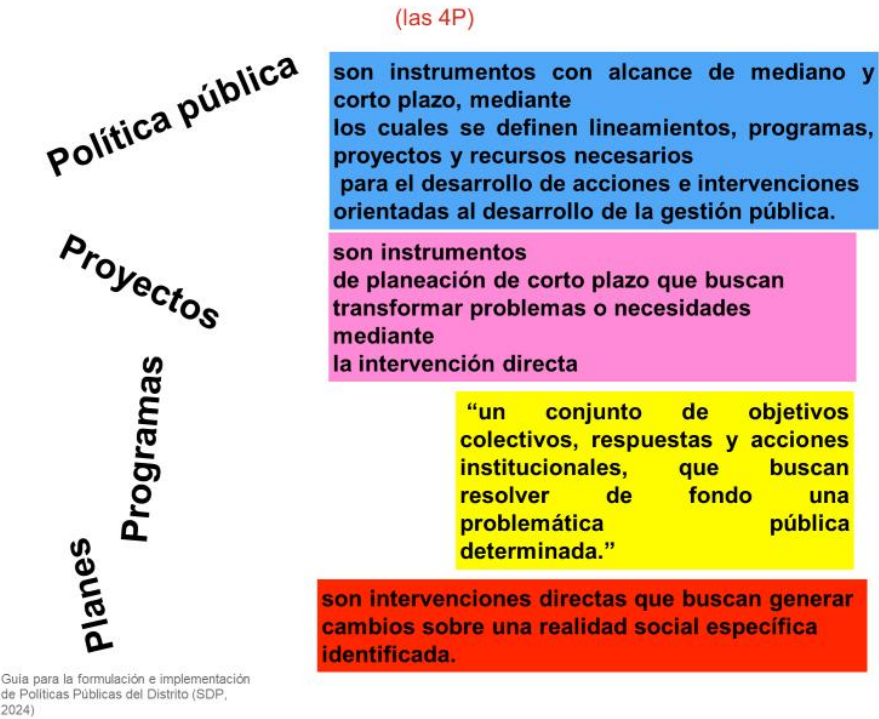 (las 4P)
Política pública
son instrumentos con alcance de mediano y
corto plazo, mediante
los cuales se definen lineamientos, programas,
proyectos y recursos necesarios
para el desarrollo de acciones e intervenciones
orientadas al desarrollo de la gestión pública.
Proyectos
son instrumentos
de planeación de corto plazo que buscan
transformar problemas o necesidades
mediante
la intervención directa
Programas
“un conjunto de objetivos
colectivos, respuestas y acciones
institucionales, que buscan
resolver de fondo una
problemática pública
determinada.”
Planes
son intervenciones directas que buscan generar
cambios sobre una realidad social específica
identificada.
Guía para la formulación e implementación
de Políticas Públicas del Distrito (SDP,
2024)